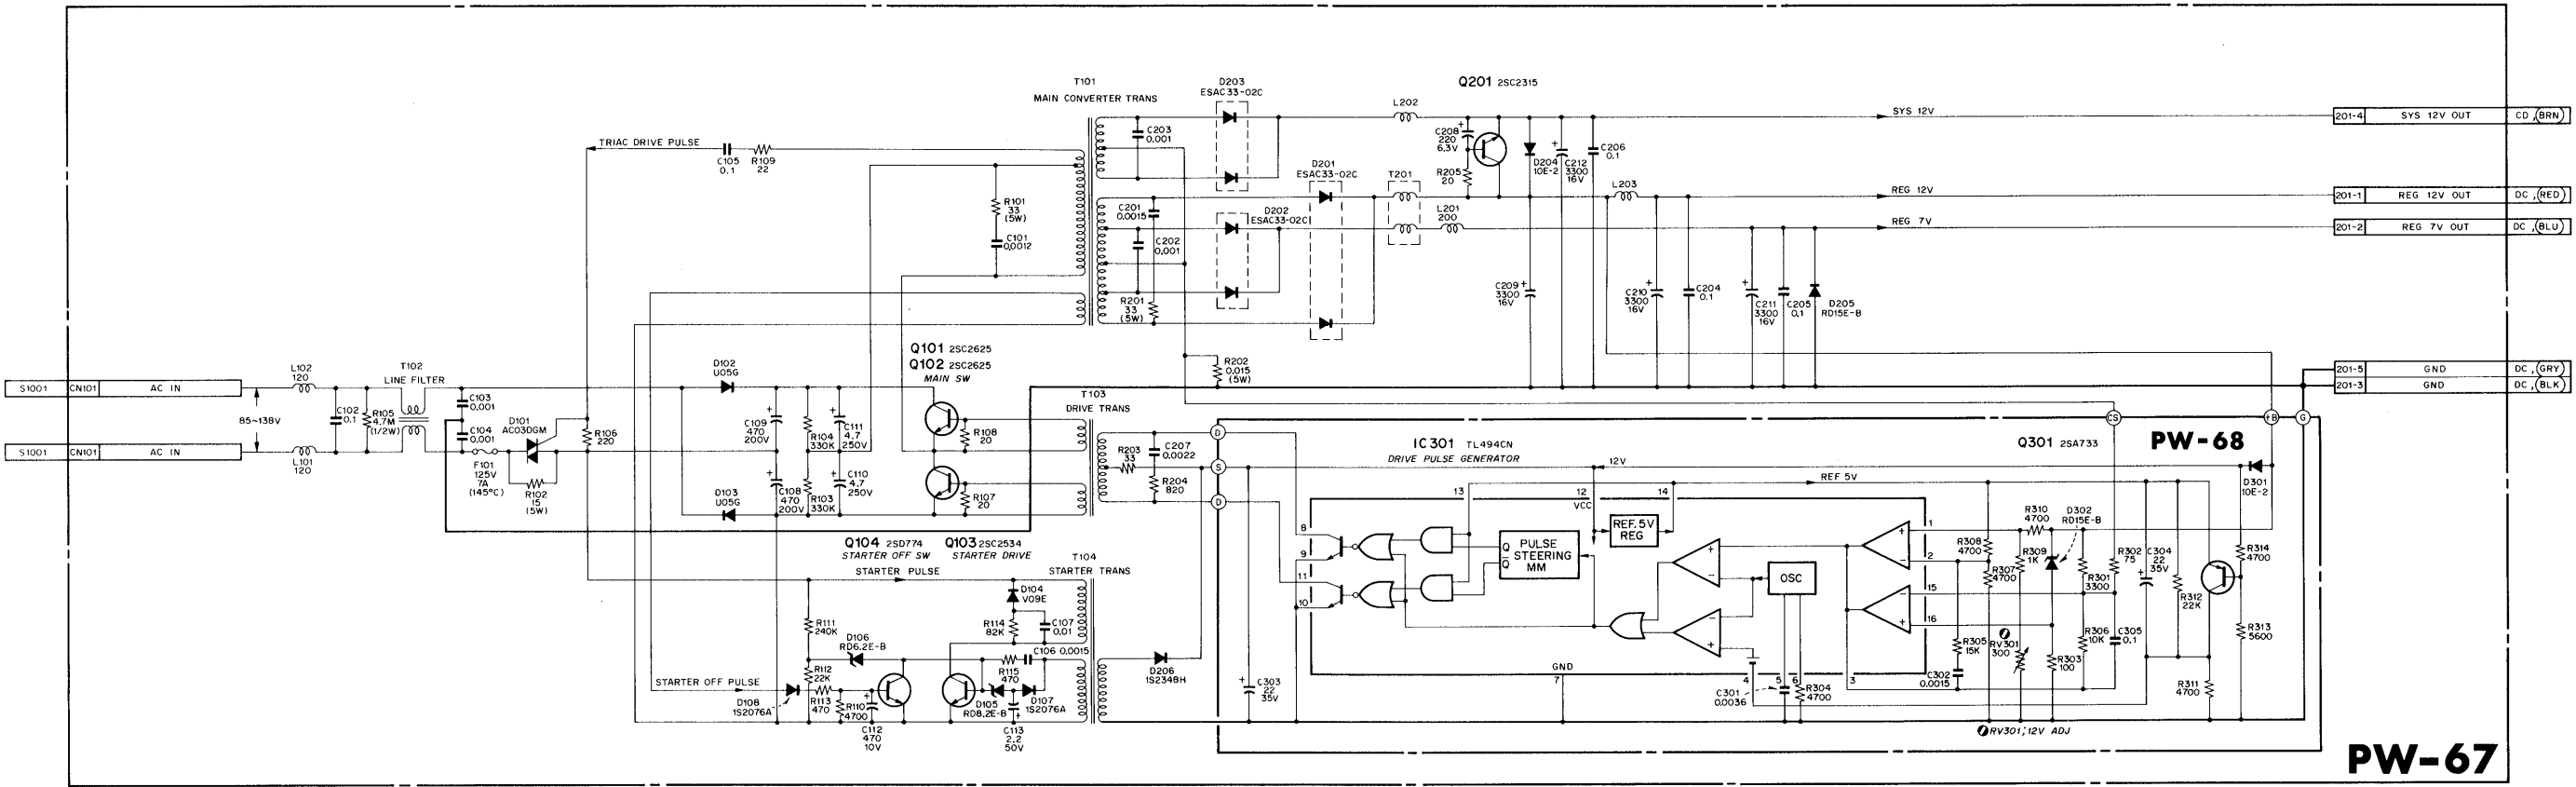 T101
MAIN CONVERTER TRANS
D203
ESAC33-02C
Q201 2SC2315
L202
SYS 12V
201-4 SYS 12V OUT CD, (BRN)
TRIAC DRIVE PULSE
C105
0.1
R109
22
C203
0.001
C208
220
6.3V
R205
20
D204
10E-2
C212
3300
16V
C206
0.1
D201
ESAC33-02C
T201
L203
REG 12V
201-1 REG 12V OUT DC, (RED)
R101
33
(5W)
C101
0.0012
C201
0.0015
D202
ESAC33-02C
L201
200
REG 7V
201-2 REG 7V OUT DC, (BLU)
C202
0.001
R201
33
(5W)
C209
3300
16V
C210
3300
16V
C204
0.1
C211
3300
16V
C205
0.1
D205
RD15E-B
Q101 2SC2625
Q102 2SC2625
MAIN SW
R202
0.015
(5W)
S1001 CN101 AC IN
L102
120
T102
LINE FILTER
D102
U05G
201-5 GND DC, (GRY)
201-3 GND DC, (BLK)
85~138V
C102
0.1
R105
4.7M
(1/2W)
C103
0.001
C104
0.001
D101
AC03DGM
R106
220
C109
470
200V
R104
330K
C111
4.7
250V
R108
20
T103
DRIVE TRANS
S1001 CN101 AC IN
L101
120
F101
125V
7A
(145°C)
R102
15
(5W)
D103
U05G
C108
470
200V
R103
330K
C110
4.7
250V
R107
20
R203
33
C207
0.0022
R204
820
D
S
D
CS
+B
G
IC301 TL494CN
DRIVE PULSE GENERATOR
Q301 2SA733
PW-68
12V
REF 5V
D301
10E-2
13
12
VCC
14
8
9
11
10
REF.5V
REG
Q
Q̅
PULSE
STEERING
MM
OSC
+
−
−
+
+
−
−
+
1
2
15
16
GND
7
4
5
6
3
R310
4700
D302
RD15E-B
R308
4700
R307
4700
R309
1K
R301
3300
R302
75
C304
22
35V
R312
22K
R314
4700
R313
5600
R305
15K
RV301
300
R303
100
R306
10K
C305
0.1
R311
4700
C302
0.0015
C301
0.0036
R304
4700
RV301; 12V ADJ
Q104 2SD774
STARTER OFF SW
Q103 2SC2534
STARTER DRIVE
T104
STARTER TRANS
STARTER PULSE
D104
V09E
R111
240K
D106
RD6.2E-B
R114
82K
C107
0.01
C106 0.0015
R115
470
R112
22K
STARTER OFF PULSE
D108
1S2076A
R113
470
R110
4700
C112
470
10V
D105
RD8.2E-B
D107
1S2076A
C113
2.2
50V
D206
1S2348H
C303
22
35V
PW-67